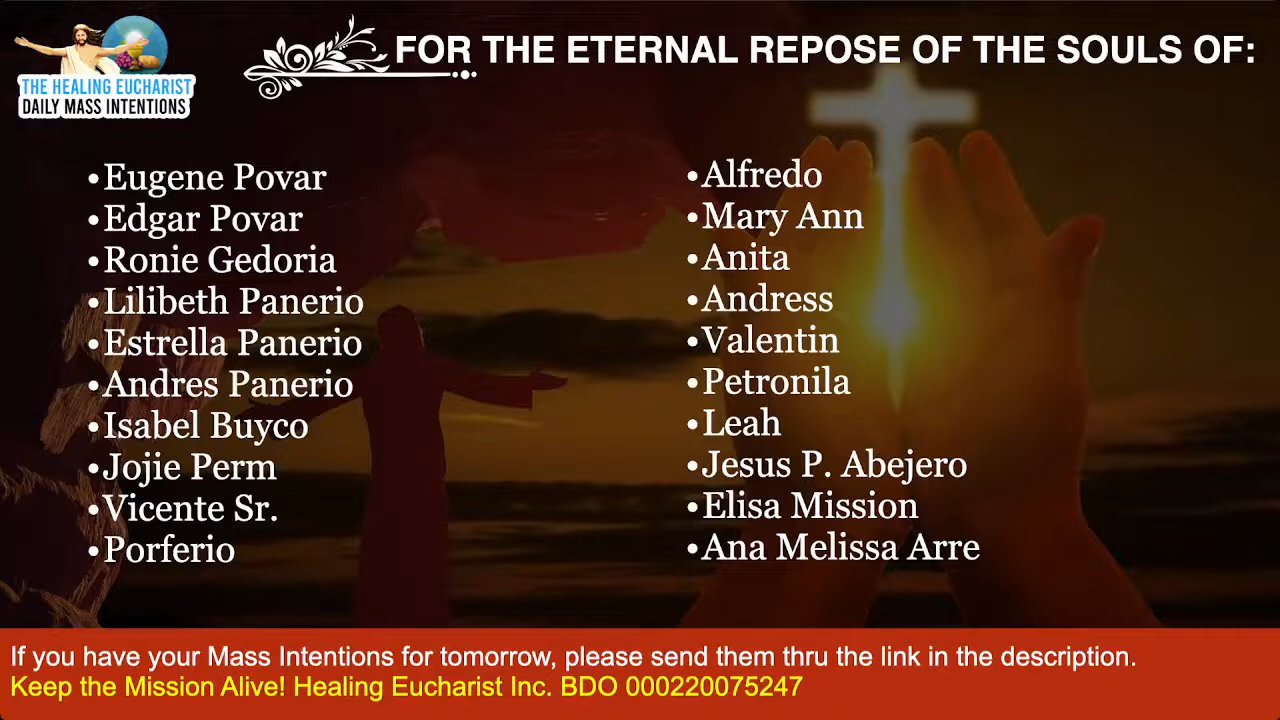 THE HEALING EUCHARIST
DAILY MASS INTENTIONS
FOR THE ETERNAL REPOSE OF THE SOULS OF:
•Eugene Povar
•Edgar Povar
•Ronie Gedoria
•Lilibeth Panerio
•Estrella Panerio
•Andres Panerio
•Isabel Buyco
•Jojie Perm
•Vicente Sr.
•Porferio
•Alfredo
•Mary Ann
•Anita
•Andress
•Valentin
•Petronila
•Leah
•Jesus P. Abejero
•Elisa Mission
•Ana Melissa Arre
If you have your Mass Intentions for tomorrow, please send them thru the link in the description.
Keep the Mission Alive! Healing Eucharist Inc. BDO 000220075247